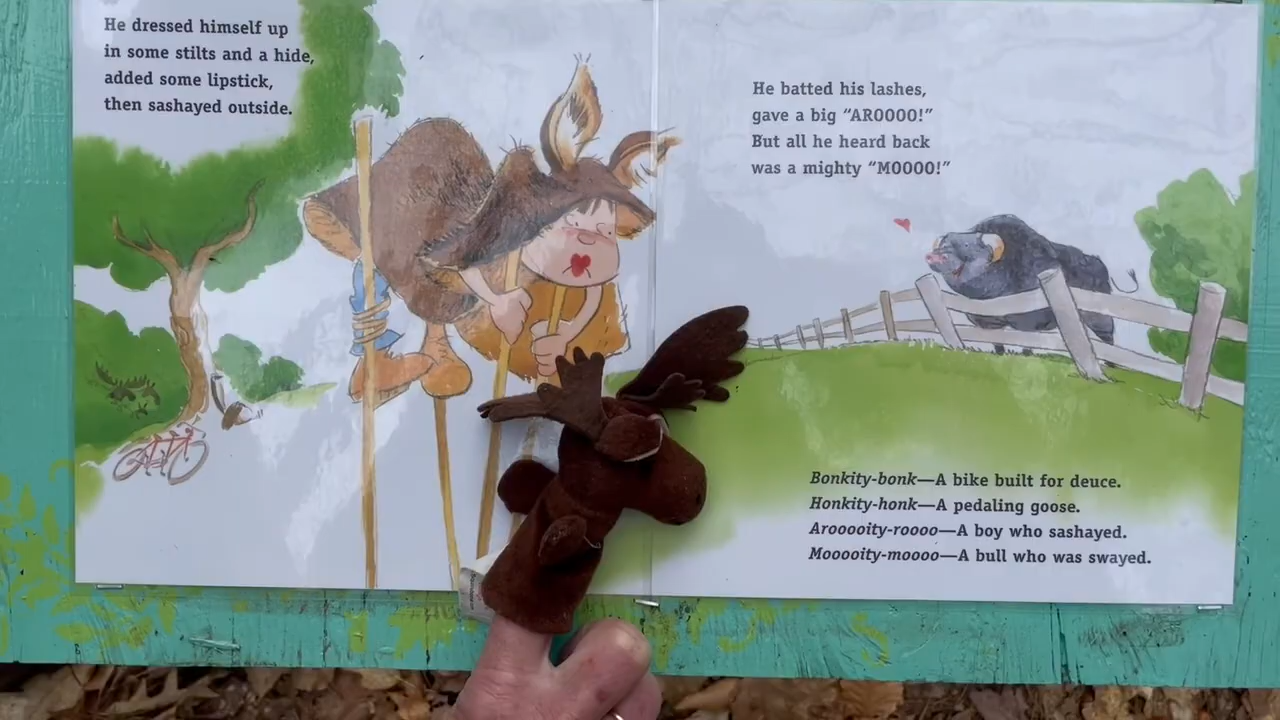 He dressed himself up
in some stilts and a hide,
added some lipstick,
then sashayed outside.
He batted his lashes,
gave a big “AROOOO!”
But all he heard back
was a mighty “MOOOO!”
Bonkity-bonk—A bike built for deuce.
Honkity-honk—A pedaling goose.
Arooooity-roooo—A boy who sashayed.
Mooooity-moooo—A bull who was swayed.